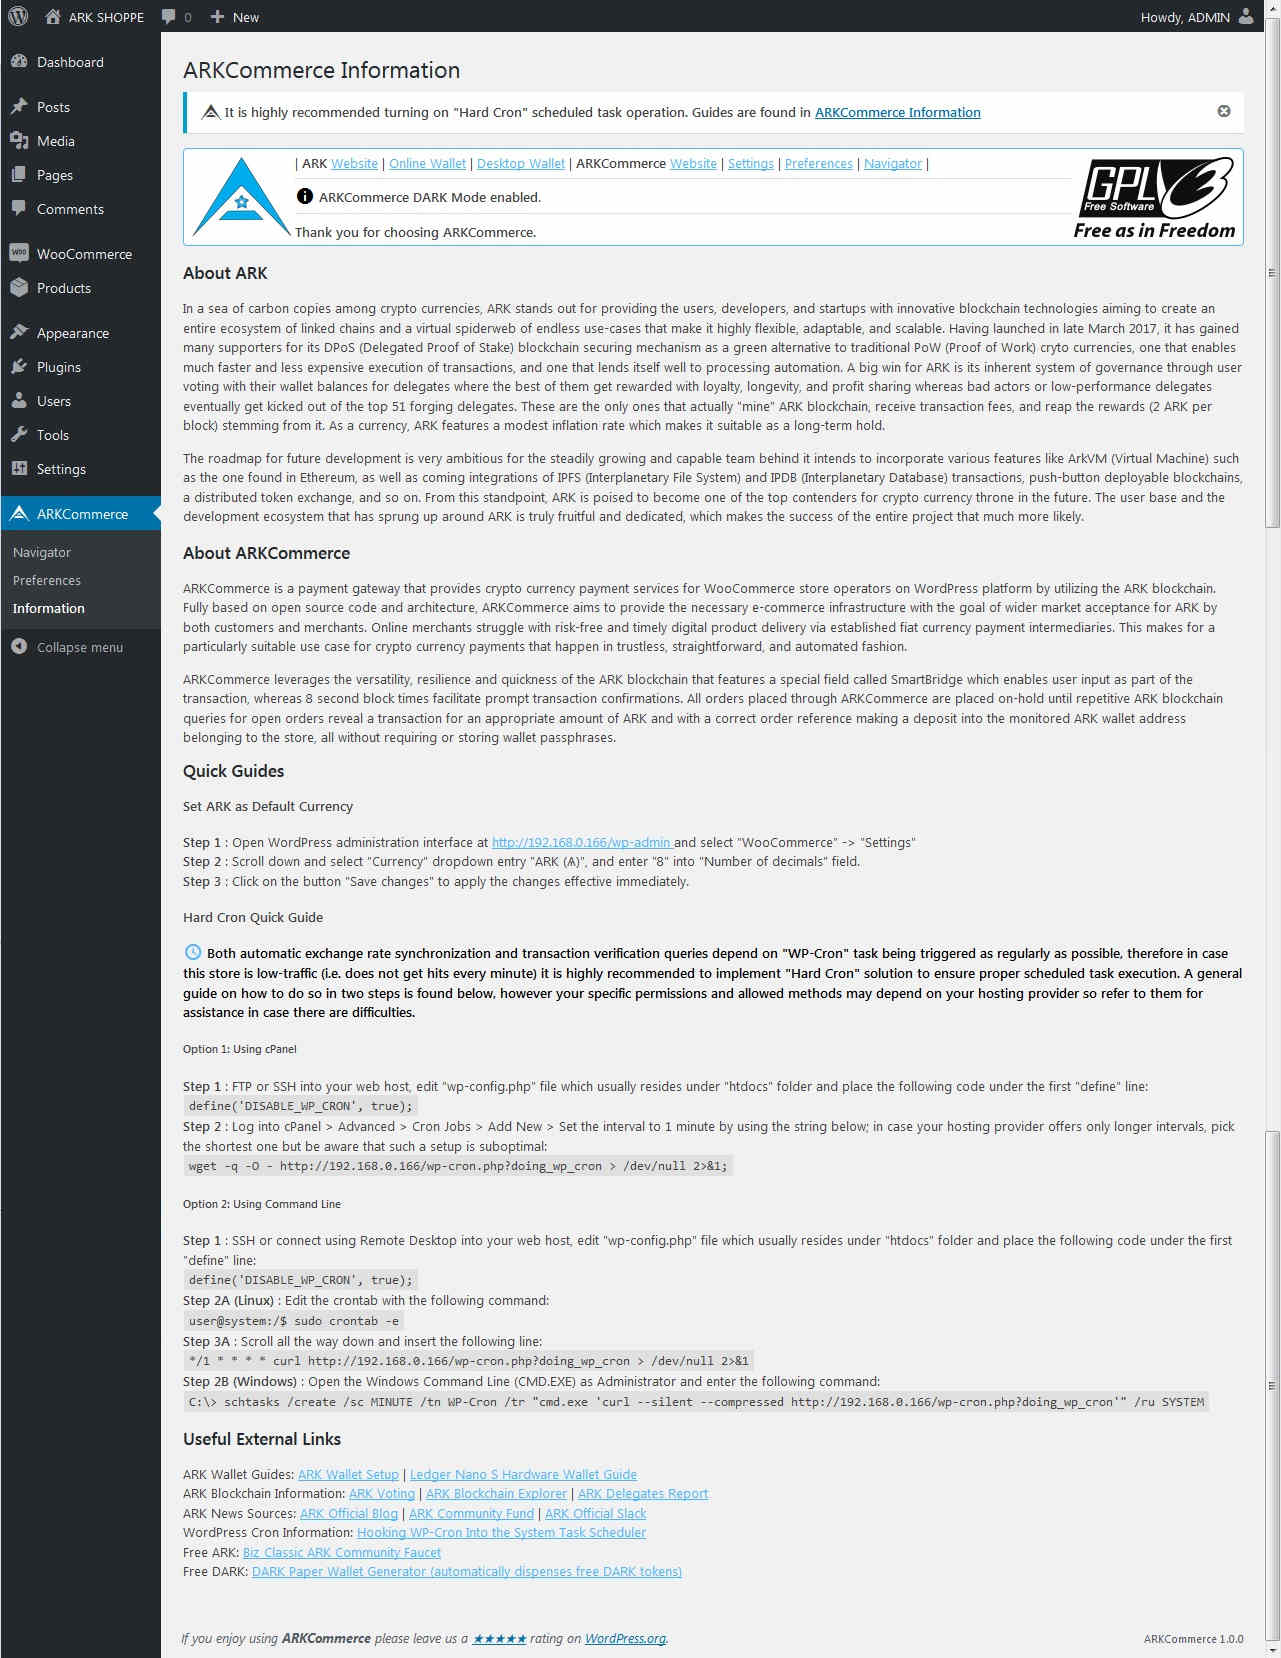 ARK SHOPPE 0 New Howdy, ADMIN
Dashboard
Posts
Media
Pages
Comments
WOO WooCommerce
Products
Appearance
Plugins
Users
Tools
Settings
ARKCommerce
Navigator
Preferences
Information
Collapse menu
ARKCommerce Information
It is highly recommended turning on "Hard Cron" scheduled task operation. Guides are found in ARKCommerce Information
| ARK Website | Online Wallet | Desktop Wallet | ARKCommerce Website | Settings | Preferences | Navigator |
ARKCommerce DARK Mode enabled.
Thank you for choosing ARKCommerce.
GPLv3
Free Software
Free as in Freedom
About ARK
In a sea of carbon copies among crypto currencies, ARK stands out for providing the users, developers, and startups with innovative blockchain technologies aiming to create an
entire ecosystem of linked chains and a virtual spiderweb of endless use-cases that make it highly flexible, adaptable, and scalable. Having launched in late March 2017, it has gained
many supporters for its DPoS (Delegated Proof of Stake) blockchain securing mechanism as a green alternative to traditional PoW (Proof of Work) cryto currencies, one that enables
much faster and less expensive execution of transactions, and one that lends itself well to processing automation. A big win for ARK is its inherent system of governance through user
voting with their wallet balances for delegates where the best of them get rewarded with loyalty, longevity, and profit sharing whereas bad actors or low-performance delegates
eventually get kicked out of the top 51 forging delegates. These are the only ones that actually "mine" ARK blockchain, receive transaction fees, and reap the rewards (2 ARK per
block) stemming from it. As a currency, ARK features a modest inflation rate which makes it suitable as a long-term hold.
The roadmap for future development is very ambitious for the steadily growing and capable team behind it intends to incorporate various features like ArkVM (Virtual Machine) such
as the one found in Ethereum, as well as coming integrations of IPFS (Interplanetary File System) and IPDB (Interplanetary Database) transactions, push-button deployable blockchains,
a distributed token exchange, and so on. From this standpoint, ARK is poised to become one of the top contenders for crypto currency throne in the future. The user base and the
development ecosystem that has sprung up around ARK is truly fruitful and dedicated, which makes the success of the entire project that much more likely.
About ARKCommerce
ARKCommerce is a payment gateway that provides crypto currency payment services for WooCommerce store operators on WordPress platform by utilizing the ARK blockchain.
Fully based on open source code and architecture, ARKCommerce aims to provide the necessary e-commerce infrastructure with the goal of wider market acceptance for ARK by
both customers and merchants. Online merchants struggle with risk-free and timely digital product delivery via established fiat currency payment intermediaries. This makes for a
particularly suitable use case for crypto currency payments that happen in trustless, straightforward, and automated fashion.
ARKCommerce leverages the versatility, resilience and quickness of the ARK blockchain that features a special field called SmartBridge which enables user input as part of the
transaction, whereas 8 second block times facilitate prompt transaction confirmations. All orders placed through ARKCommerce are placed on-hold until repetitive ARK blockchain
queries for open orders reveal a transaction for an appropriate amount of ARK and with a correct order reference making a deposit into the monitored ARK wallet address
belonging to the store, all without requiring or storing wallet passphrases.
Quick Guides
Set ARK as Default Currency
Step 1 : Open WordPress administration interface at http://192.168.0.166/wp-admin and select "WooCommerce" -> "Settings"
Step 2 : Scroll down and select "Currency" dropdown entry "ARK (Ѧ)", and enter "8" into "Number of decimals" field.
Step 3 : Click on the button "Save changes" to apply the changes effective immediately.
Hard Cron Quick Guide
Both automatic exchange rate synchronization and transaction verification queries depend on "WP-Cron" task being triggered as regularly as possible, therefore in case
this store is low-traffic (i.e. does not get hits every minute) it is highly recommended to implement "Hard Cron" solution to ensure proper scheduled task execution. A general
guide on how to do so in two steps is found below, however your specific permissions and allowed methods may depend on your hosting provider so refer to them for
assistance in case there are difficulties.
Option 1: Using cPanel
Step 1 : FTP or SSH into your web host, edit "wp-config.php" file which usually resides under "htdocs" folder and place the following code under the first "define" line:
define('DISABLE_WP_CRON', true);
Step 2 : Log into cPanel > Advanced > Cron Jobs > Add New > Set the interval to 1 minute by using the string below; in case your hosting provider offers only longer intervals, pick
the shortest one but be aware that such a setup is suboptimal:
wget -q -O - http://192.168.0.166/wp-cron.php?doing_wp_cron > /dev/null 2>&1;
Option 2: Using Command Line
Step 1 : SSH or connect using Remote Desktop into your web host, edit "wp-config.php" file which usually resides under "htdocs" folder and place the following code under the first
"define" line:
define('DISABLE_WP_CRON', true);
Step 2A (Linux) : Edit the crontab with the following command:
user@system:/$ sudo crontab -e
Step 3A : Scroll all the way down and insert the following line:
*/1 * * * * curl http://192.168.0.166/wp-cron.php?doing_wp_cron > /dev/null 2>&1
Step 2B (Windows) : Open the Windows Command Line (CMD.EXE) as Administrator and enter the following command:
C:\> schtasks /create /sc MINUTE /tn WP-Cron /tr "cmd.exe 'curl --silent --compressed http://192.168.0.166/wp-cron.php?doing_wp_cron'" /ru SYSTEM
Useful External Links
ARK Wallet Guides: ARK Wallet Setup | Ledger Nano S Hardware Wallet Guide
ARK Blockchain Information: ARK Voting | ARK Blockchain Explorer | ARK Delegates Report
ARK News Sources: ARK Official Blog | ARK Community Fund | ARK Official Slack
WordPress Cron Information: Hooking WP-Cron Into the System Task Scheduler
Free ARK: Biz Classic ARK Community Faucet
Free DARK: DARK Paper Wallet Generator (automatically dispenses free DARK tokens)
If you enjoy using ARKCommerce please leave us a ★★★★★ rating on WordPress.org.
ARKCommerce 1.0.0